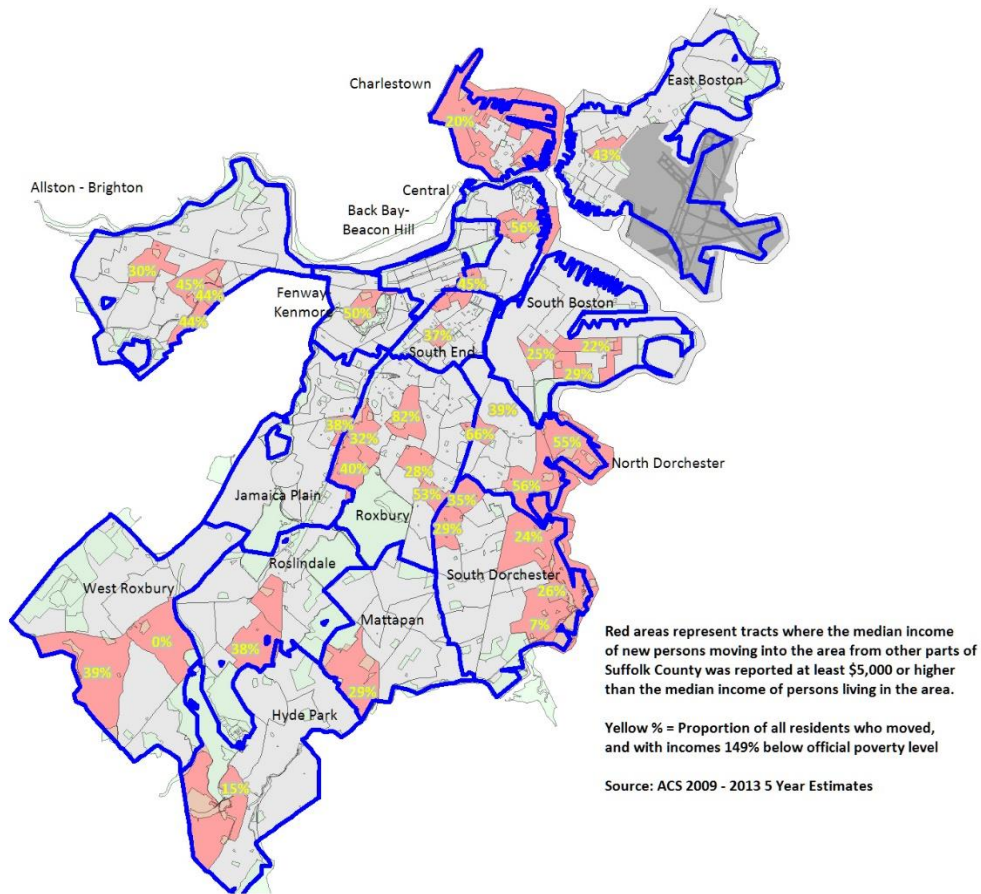 East Boston
Charlestown
20%
43%
Allston - Brighton
Central
Back Bay-
Beacon Hill
56%
30%
45%
44%
44%
45%
Fenway-
Kenmore
50%
South Boston
37%
South End
25%
22%
29%
39%
82%
38%
32%
66%
55%
North Dorchester
40%
28%
56%
53%
35%
Jamaica Plain
Roxbury
29%
24%
Roslindale
South Dorchester
West Roxbury
26%
Mattapan
7%
0%
38%
39%
29%
Hyde Park
15%
Red areas represent tracts where the median income
of new persons moving into the area from other parts of
Suffolk County was reported at least $5,000 or higher
than the median income of persons living in the area.
Yellow % = Proportion of all residents who moved,
and with incomes 149% below official poverty level
Source: ACS 2009 - 2013 5 Year Estimates